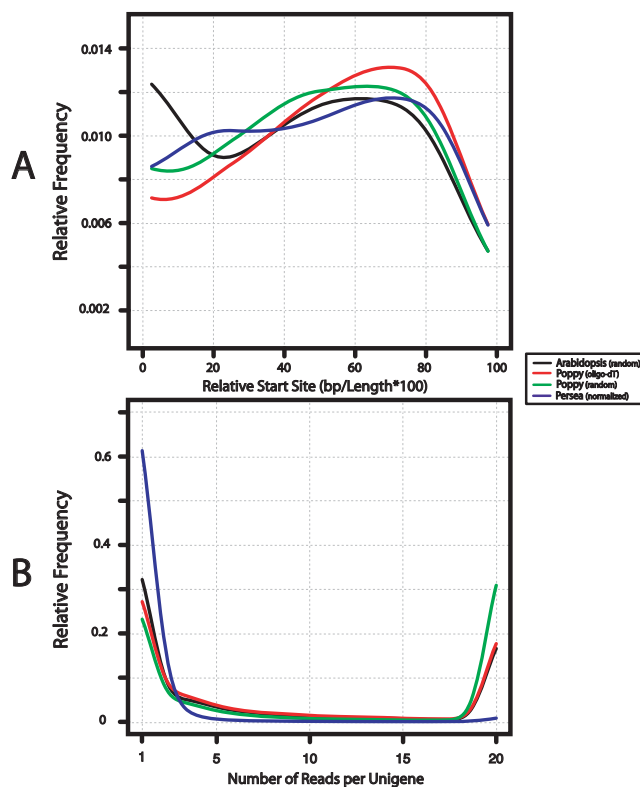 A
Relative Frequency
0.014
0.010
0.006
0.002
0 20 40 60 80 100
Relative Start Site (bp/Length*100)
Arabidopsis (random)
Poppy (oligo-dT)
Poppy (random)
Persea (normalized)
B
Relative Frequency
0.6
0.4
0.2
0
1 5 10 15 20
Number of Reads per Unigene